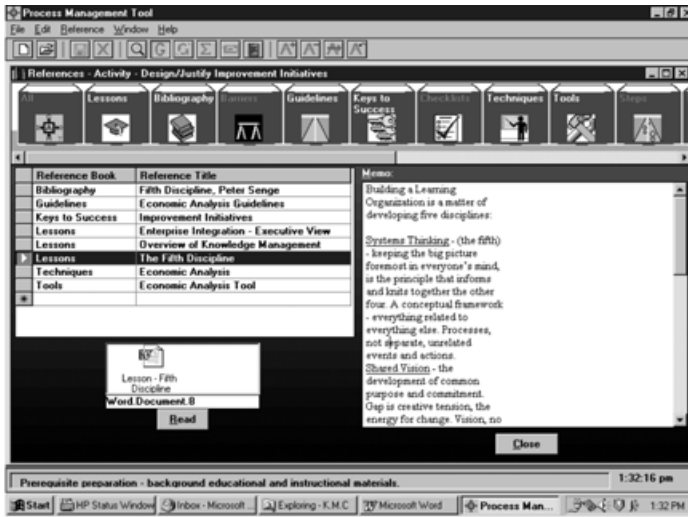 Process Management Tool
File Edit Reference Window Help
References - Activity - Design/Justify Improvement Initiatives
All Lessons Bibliography Barriers Guidelines Keys to Success Checklists Techniques Tools Steps
Reference Book Reference Title
Bibliography Fifth Discipline, Peter Senge
Guidelines Economic Analysis Guidelines
Keys to Success Improvement Initiatives
Lessons Enterprise Integration - Executive View
Lessons Overview of Knowledge Management
Lessons The Fifth Discipline
Techniques Economic Analysis
Tools Economic Analysis Tool
Lesson - Fifth
Discipline
Word.Document.8
Read
Memo:
Building a Learning
Organization is a matter of
developing five disciplines:
Systems Thinking - (the fifth)
- keeping the big picture
foremost in everyone's mind,
is the principle that informs
and knits together the other
four. A conceptual framework
- everything related to
everything else. Processes,
not separate, unrelated
events and actions.
Shared Vision - the
development of common
purpose and commitment.
Gap is creative tension, the
energy for change. Vision, no
Close
Prerequisite preparation - background educational and instructional materials. 1:32:16 pm
Start HP Status Window Inbox - Microsoft ... Exploring - K.M.C Microsoft Word Process Man... 1:32 PM